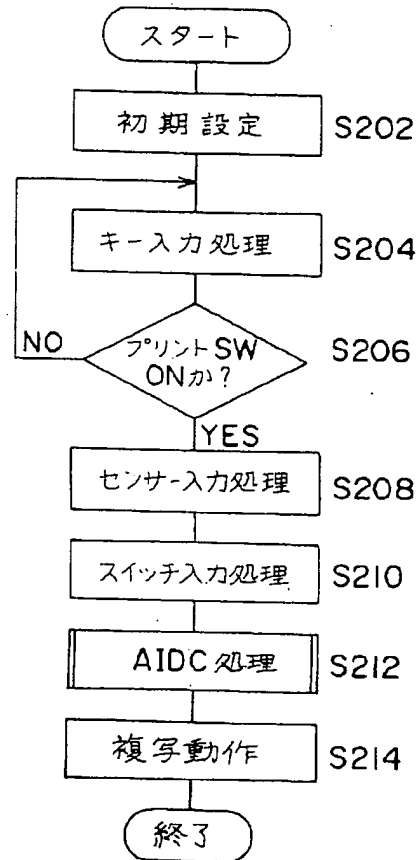 スタート
初期設定 S202
キー入力処理 S204
NO
プリントSW
ONか? S206
YES
センサー入力処理 S208
スイッチ入力処理 S210
AIDC処理 S212
複写動作 S214
終了